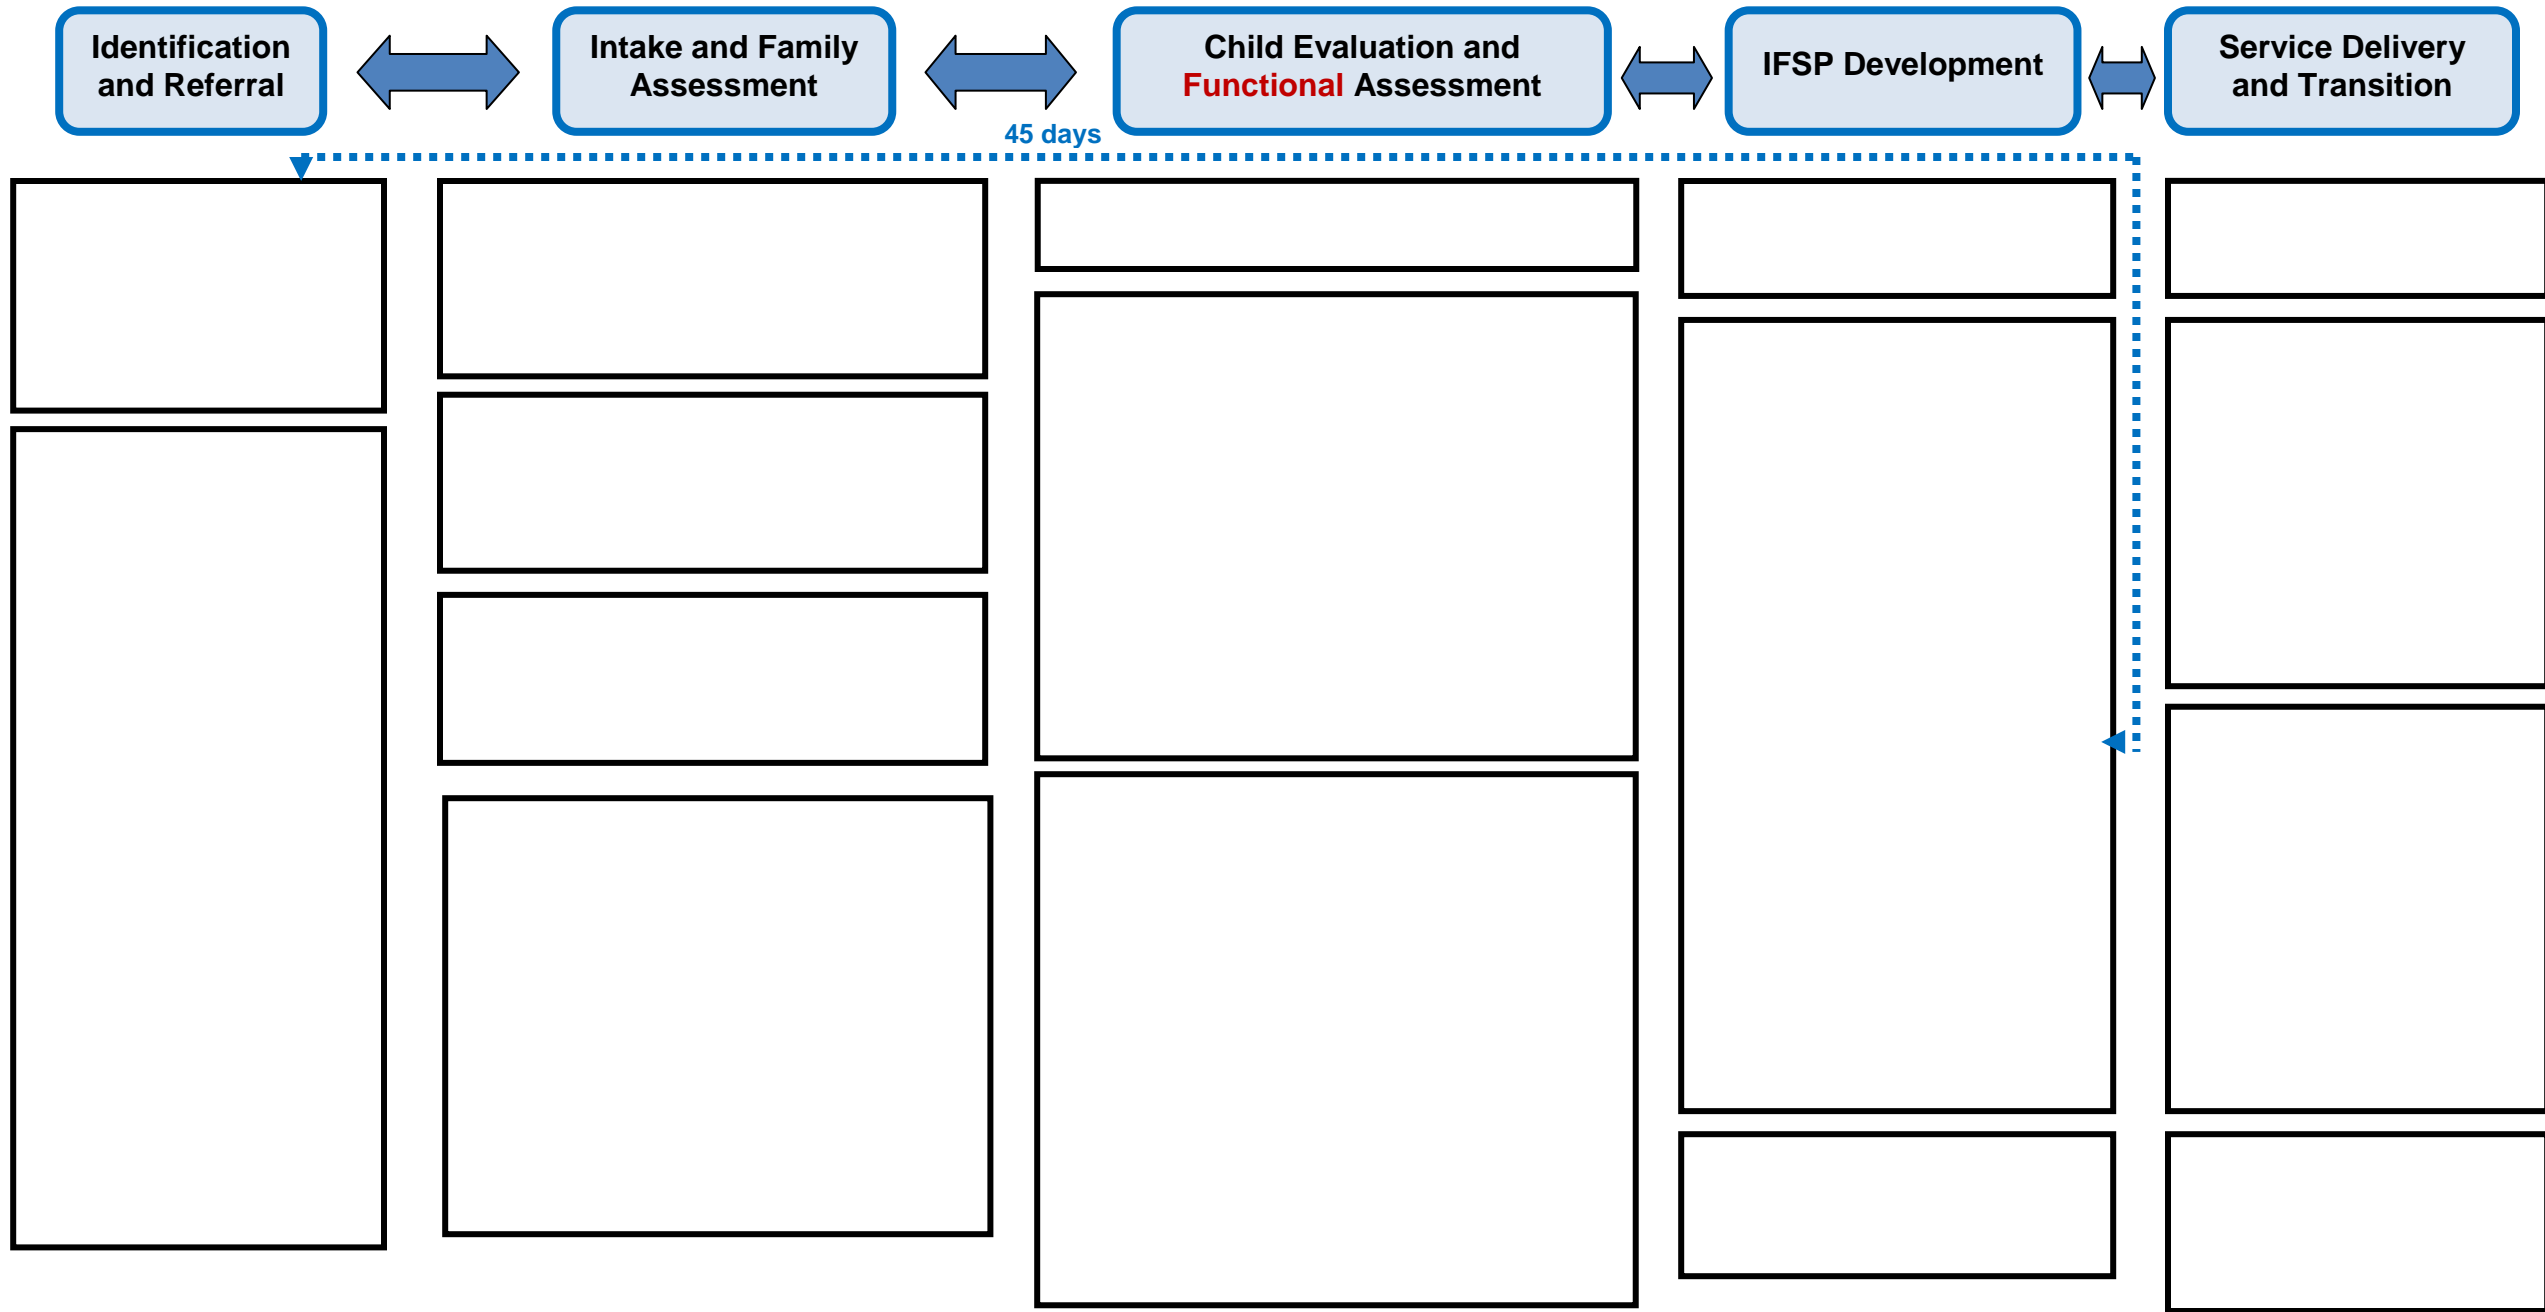 Identification
and Referral
Intake and Family
Assessment
Child Evaluation and
Functional Assessment
IFSP Development
Service Delivery
and Transition
45 days